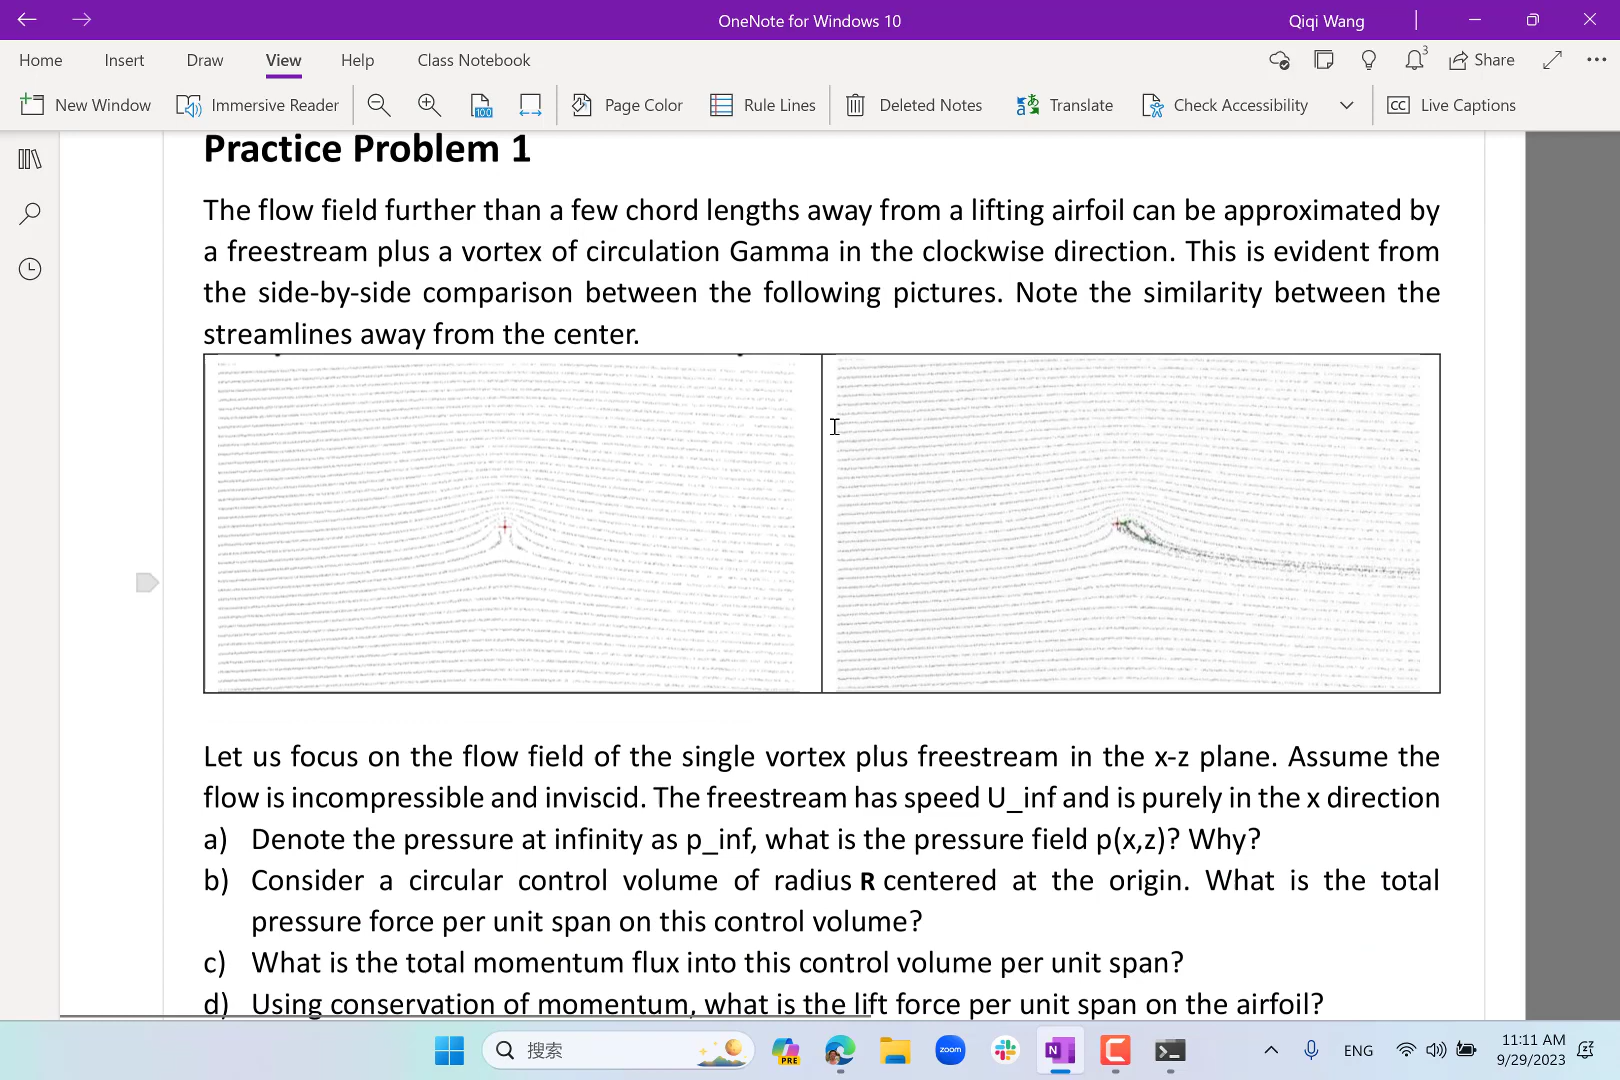 OneNote for Windows 10
Qiqi Wang
Home Insert Draw View Help Class Notebook
3
Share
New Window Immersive Reader 100 Page Color Rule Lines Deleted Notes Translate Check Accessibility CC Live Captions
Practice Problem 1
The flow field further than a few chord lengths away from a lifting airfoil can be approximated by
a freestream plus a vortex of circulation Gamma in the clockwise direction. This is evident from
the side-by-side comparison between the following pictures. Note the similarity between the
streamlines away from the center.
Let us focus on the flow field of the single vortex plus freestream in the x-z plane. Assume the
flow is incompressible and inviscid. The freestream has speed U_inf and is purely in the x direction
a) Denote the pressure at infinity as p_inf, what is the pressure field p(x,z)? Why?
b) Consider a circular control volume of radius R centered at the origin. What is the total
pressure force per unit span on this control volume?
c) What is the total momentum flux into this control volume per unit span?
d) Using conservation of momentum, what is the lift force per unit span on the airfoil?
搜索
PRE
zoom
N
ENG
11:11 AM
9/29/2023